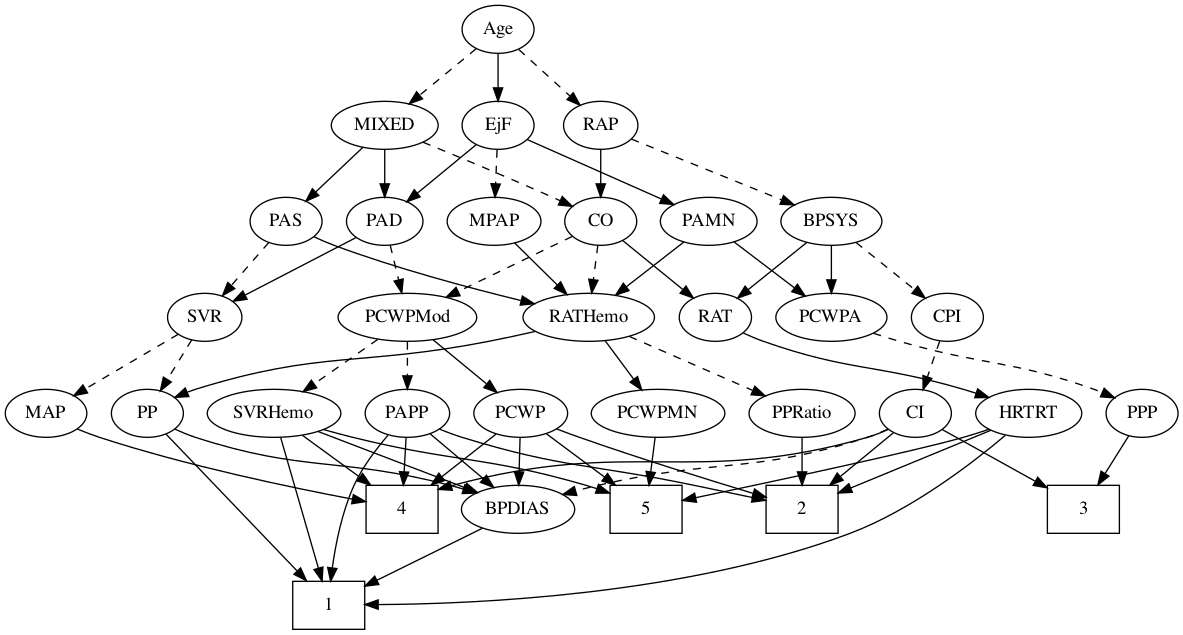 Age
MIXED
EjF
RAP
PAS
PAD
MPAP
CO
PAMN
BPSYS
SVR
PCWPMod
RATHemo
RAT
PCWPA
CPI
MAP
PP
SVRHemo
PAPP
PCWP
PCWPMN
PPRatio
CI
HRTRT
PPP
4
BPDIAS
5
2
3
1